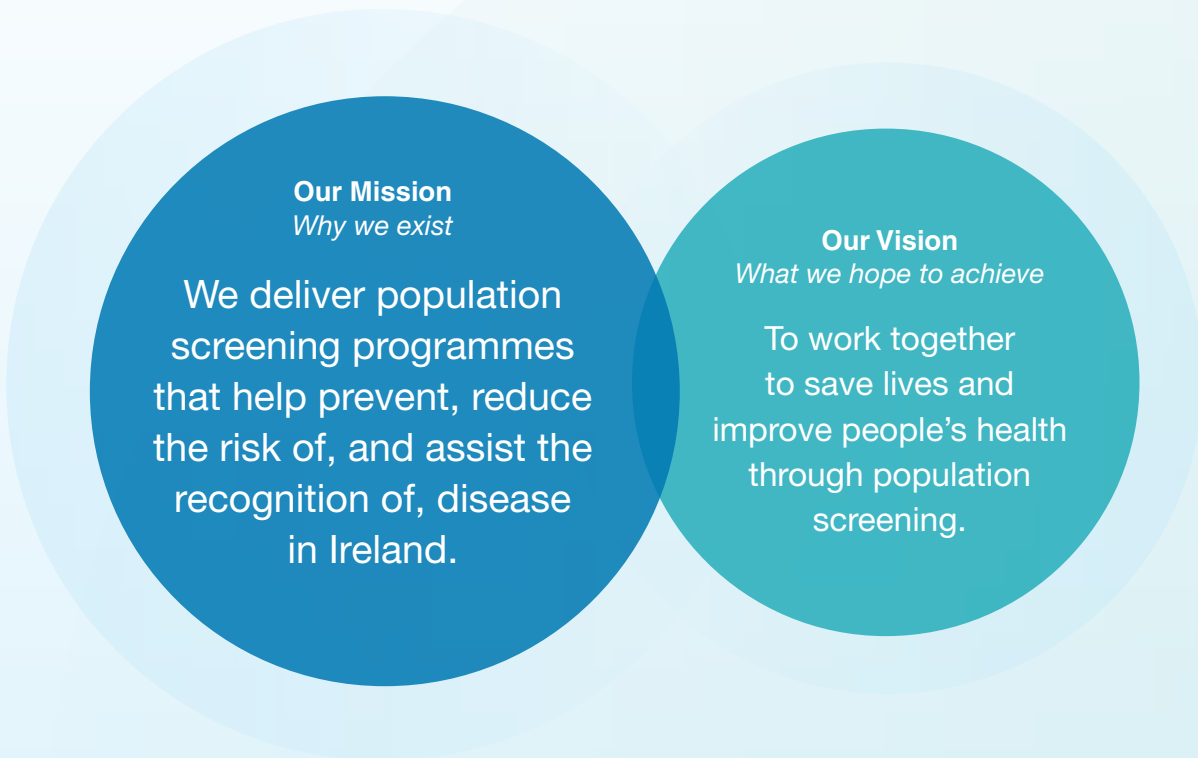 Our Mission
Why we exist
We deliver population
screening programmes
that help prevent, reduce
the risk of, and assist the
recognition of, disease
in Ireland.
Our Vision
What we hope to achieve
To work together
to save lives and
improve people’s health
through population
screening.